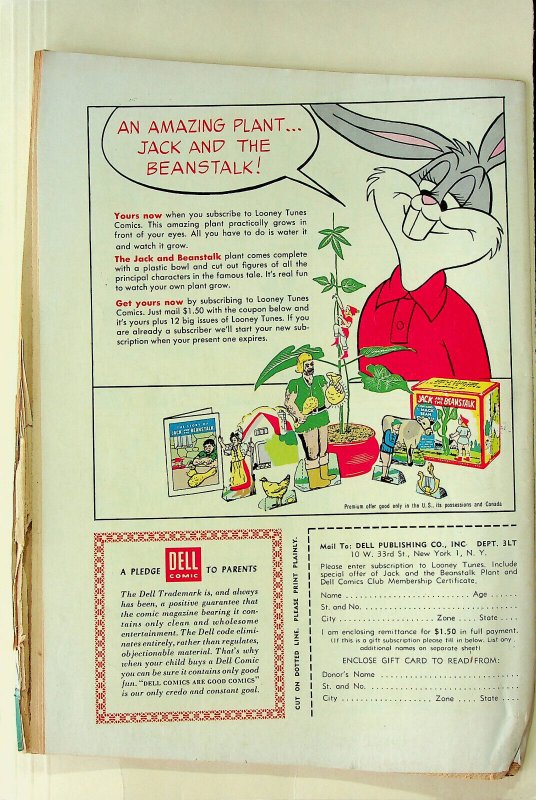 AN AMAZING PLANT...
JACK AND THE
BEANSTALK!
Yours now when you subscribe to Looney Tunes
Comics. This amazing plant practically grows in
front of your eyes. All you have to do is water it
and watch it grow.
The Jack and Beanstalk plant comes complete
with a plastic bowl and cut out figures of all the
principal characters in the famous tale. It's real fun
to watch your own plant grow.
Get yours now by subscribing to Looney Tunes
Comics. Just mail $1.50 with the coupon below and
it's yours plus 12 big issues of Looney Tunes. If you
are already a subscriber we'll start your new sub-
scription when your present one expires.
THE STORY OF
JACK AND THE
BEANSTALK
JACK AND THE BEANSTALK
MAGIC
BEAN
Premium offer good only in the U.S., its possessions and Canada
A PLEDGE DELL COMIC TO PARENTS
The Dell Trademark is, and always
has been, a positive guarantee that
the comic magazine bearing it con-
tains only clean and wholesome
entertainment. The Dell code elimi-
nates entirely, rather than regulates,
objectionable material. That's why
when your child buys a Dell Comic
you can be sure it contains only good
fun. "DELL COMICS ARE GOOD COMICS"
is our only credo and constant goal.
CUT ON DOTTED LINE. PLEASE PRINT PLAINLY.
Mail To: DELL PUBLISHING CO., INC DEPT. 3LT
10 W. 33rd St., New York 1, N. Y.
Please enter subscription to Looney Tunes. Include
special offer of Jack and the Beanstalk Plant and
Dell Comics Club Membership Certificate.
Name Age
St. and No.
City Zone State
I am enclosing remittance for $1.50 in full payment.
(If this is a gift subscription please fill in below. List any
additional names on separate sheet)
ENCLOSE GIFT CARD TO READ FROM:
Donor's Name
St. and No.
City Zone State